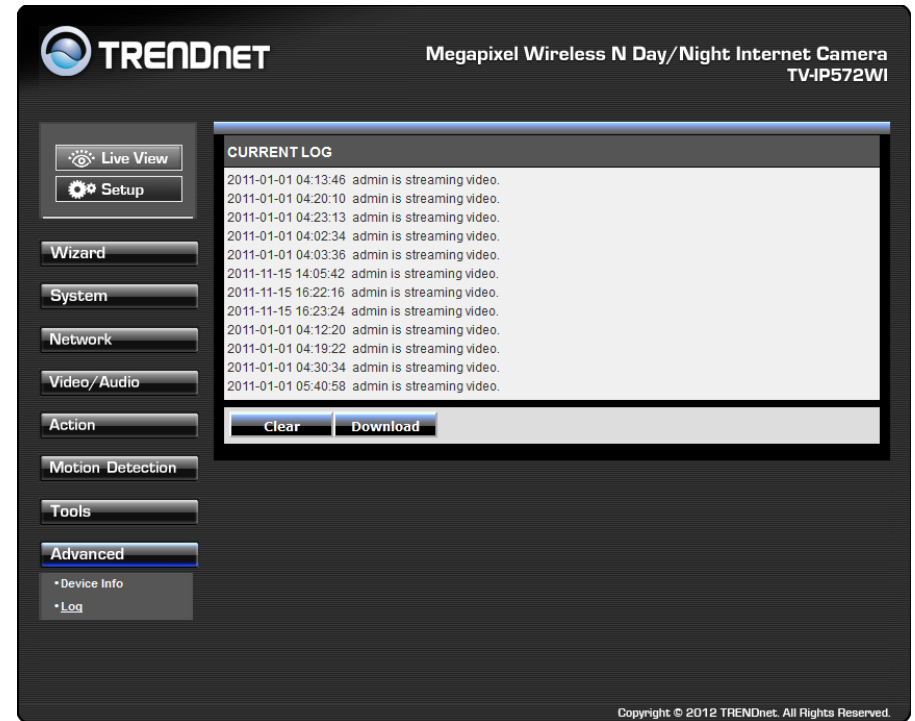 TRENDNET
Megapixel Wireless N Day/Night Internet Camera
TV-IP572WI
Live View
Setup
Wizard
System
Network
Video/Audio
Action
Motion Detection
Tools
Advanced
•Device Info
•Log
CURRENT LOG
2011-01-01 04:13:46 admin is streaming video.
2011-01-01 04:20:10 admin is streaming video.
2011-01-01 04:23:13 admin is streaming video.
2011-01-01 04:02:34 admin is streaming video.
2011-01-01 04:03:36 admin is streaming video.
2011-11-15 14:05:42 admin is streaming video.
2011-11-15 16:22:16 admin is streaming video.
2011-11-15 16:23:24 admin is streaming video.
2011-01-01 04:12:20 admin is streaming video.
2011-01-01 04:19:22 admin is streaming video.
2011-01-01 04:30:34 admin is streaming video.
2011-01-01 05:40:58 admin is streaming video.
Clear Download
Copyright © 2012 TRENDnet. All Rights Reserved.